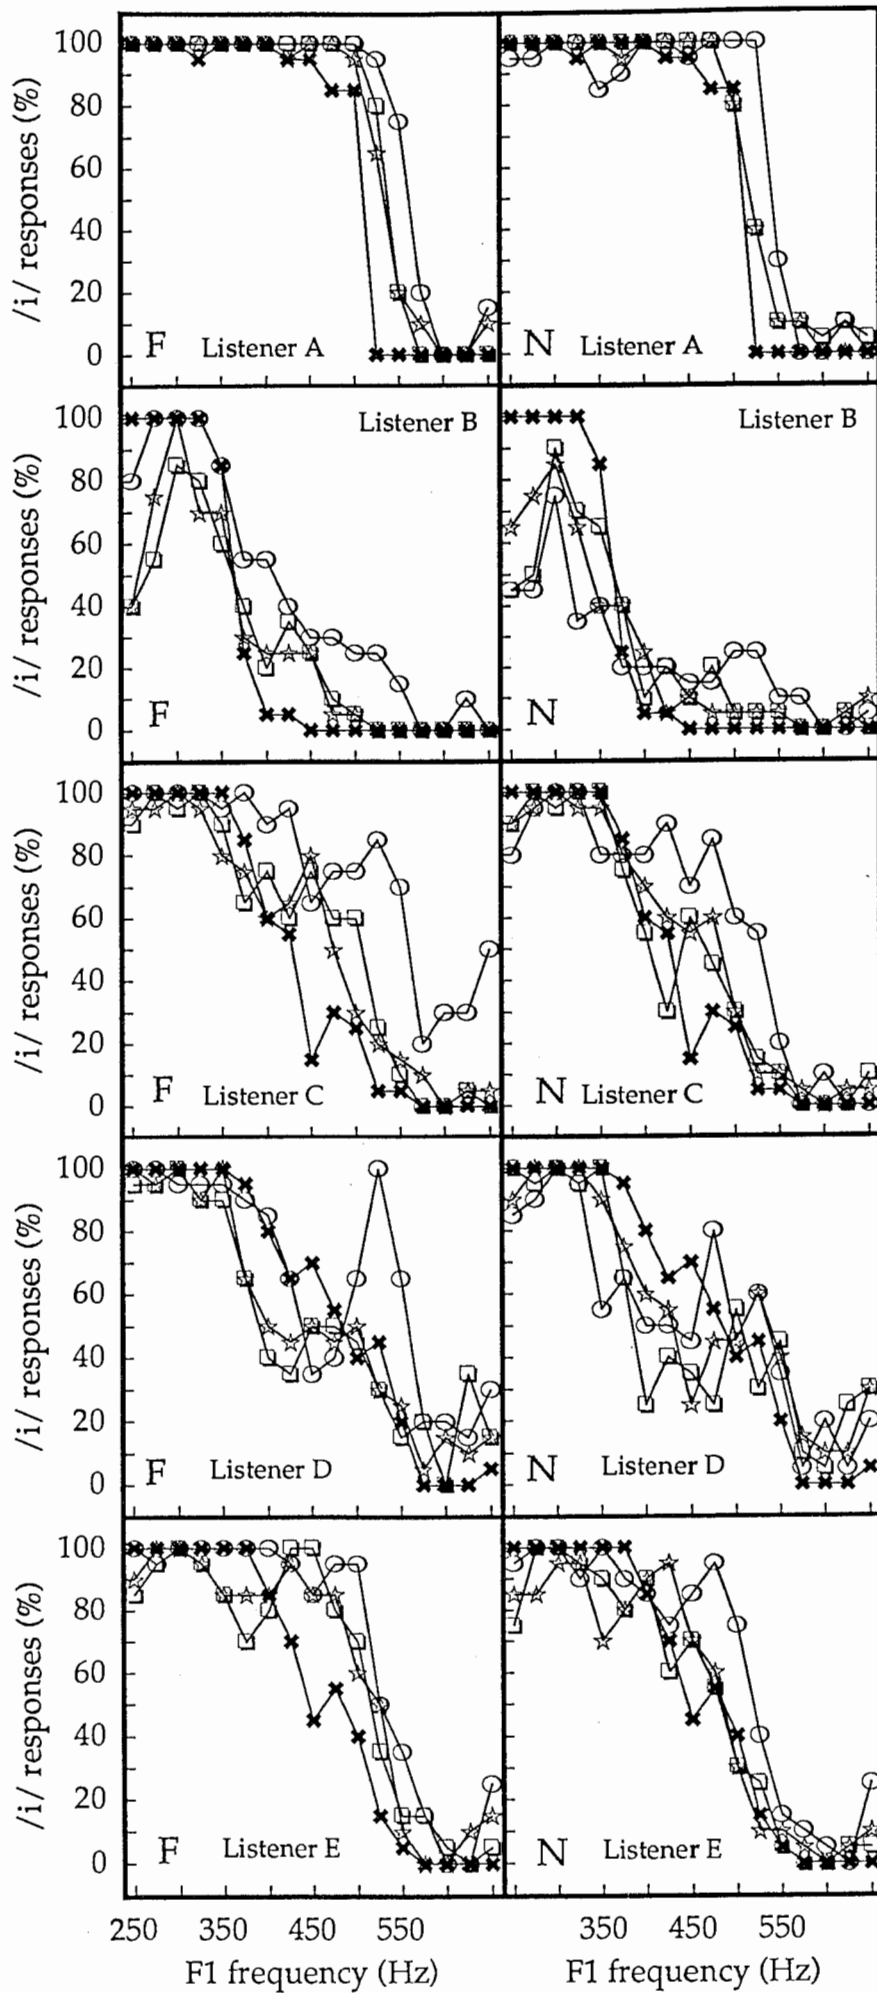 /i/ responses (%)
100
80
60
40
20
0
F Listener A
N Listener A
/i/ responses (%)
100
80
60
40
20
0
Listener B
F
Listener B
N
/i/ responses (%)
100
80
60
40
20
0
F Listener C
N Listener C
/i/ responses (%)
100
80
60
40
20
0
F Listener D
N Listener D
/i/ responses (%)
100
80
60
40
20
0
F Listener E
N Listener E
250 350 450 550
350 450 550
F1 frequency (Hz)
F1 frequency (Hz)